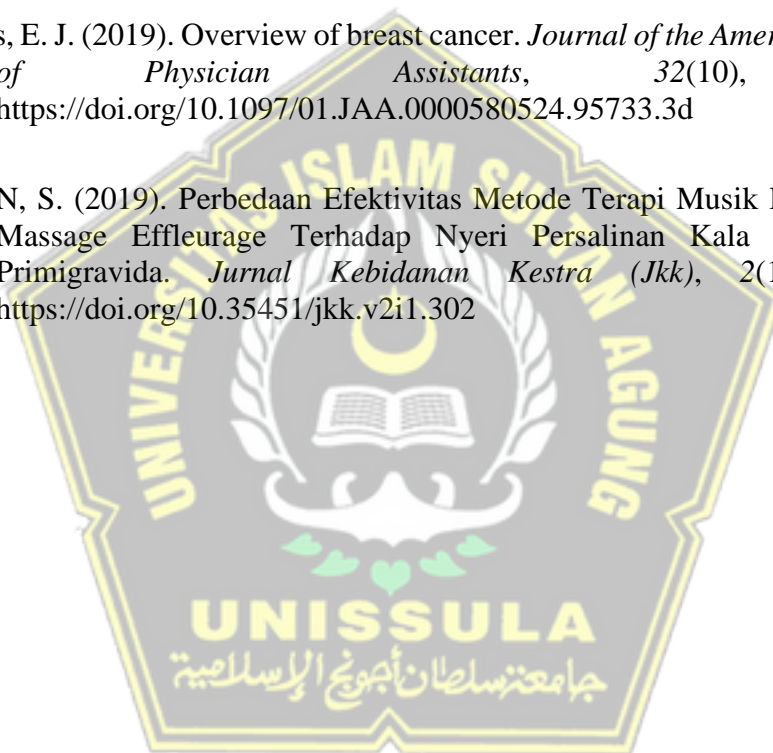 s, E. J. (2019). Overview of breast cancer. Journal of the Amer
of Physician Assistants, 32(10),
https://doi.org/10.1097/01.JAA.0000580524.95733.3d
N, S. (2019). Perbedaan Efektivitas Metode Terapi Musik
Massage Effleurage Terhadap Nyeri Persalinan Kala
Primigravida. Jurnal Kebidanan Kestra (Jkk), 2(1
https://doi.org/10.35451/jkk.v2i1.302
UNIVERSITAS ISLAM SULTAN AGUNG
UNISSULA
جامعتنسلطان أجونج الإسلامية